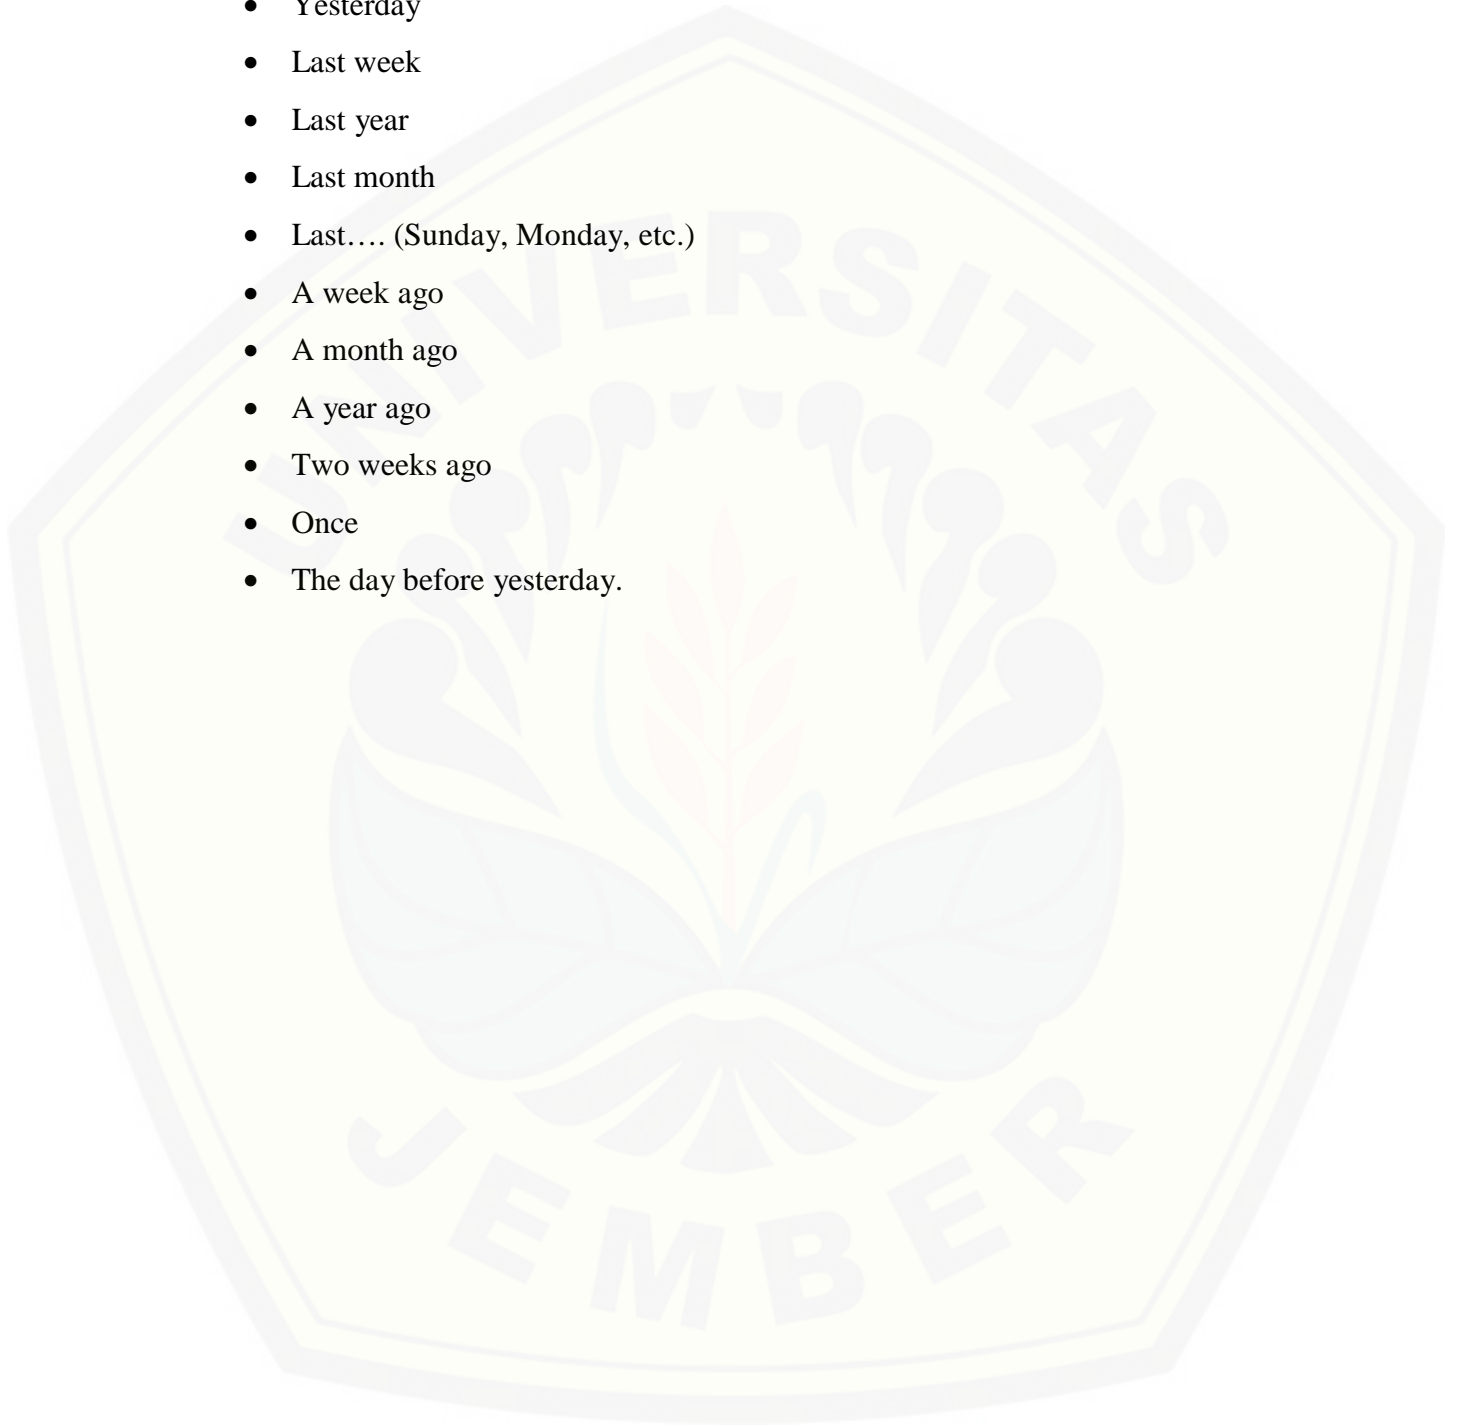 • Yesterday
• Last week
• Last year
• Last month
• Last…. (Sunday, Monday, etc.)
• A week ago
• A month ago
• A year ago
• Two weeks ago
• Once
• The day before yesterday.
UNIVERSITAS
JEMBER